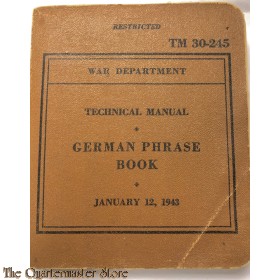 RESTRICTED
TM 30-245
WAR DEPARTMENT
TECHNICAL MANUAL
GERMAN PHRASE
BOOK
JANUARY 12, 1943
© The Quartermaster Store